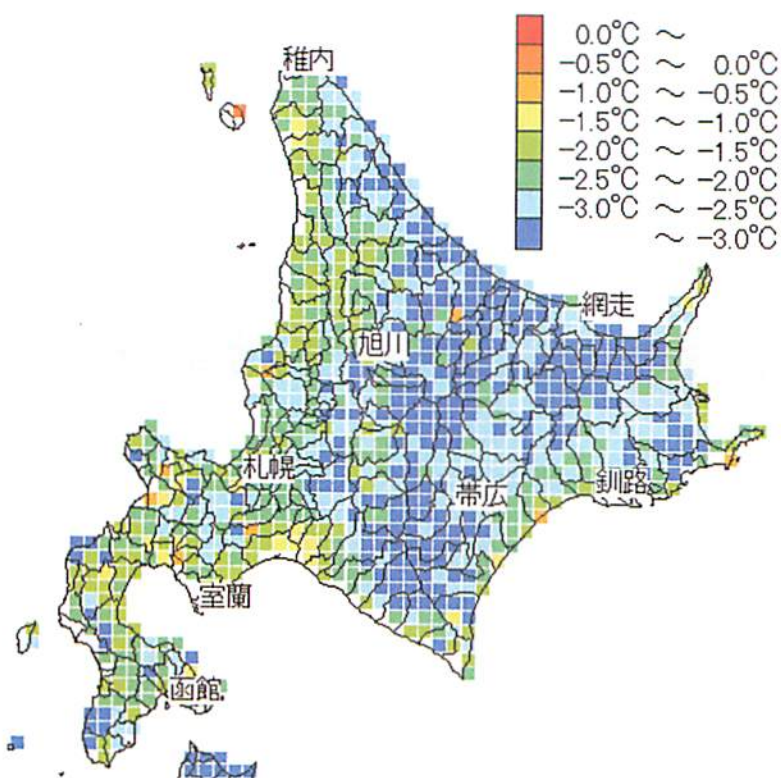 稚内
0.0℃ ～
-0.5℃ ～ 0.0℃
-1.0℃ ～ -0.5℃
-1.5℃ ～ -1.0℃
-2.0℃ ～ -1.5℃
-2.5℃ ～ -2.0℃
-3.0℃ ～ -2.5℃
～ -3.0℃
網走
旭川
札幌
帯広
釧路
室蘭
函館